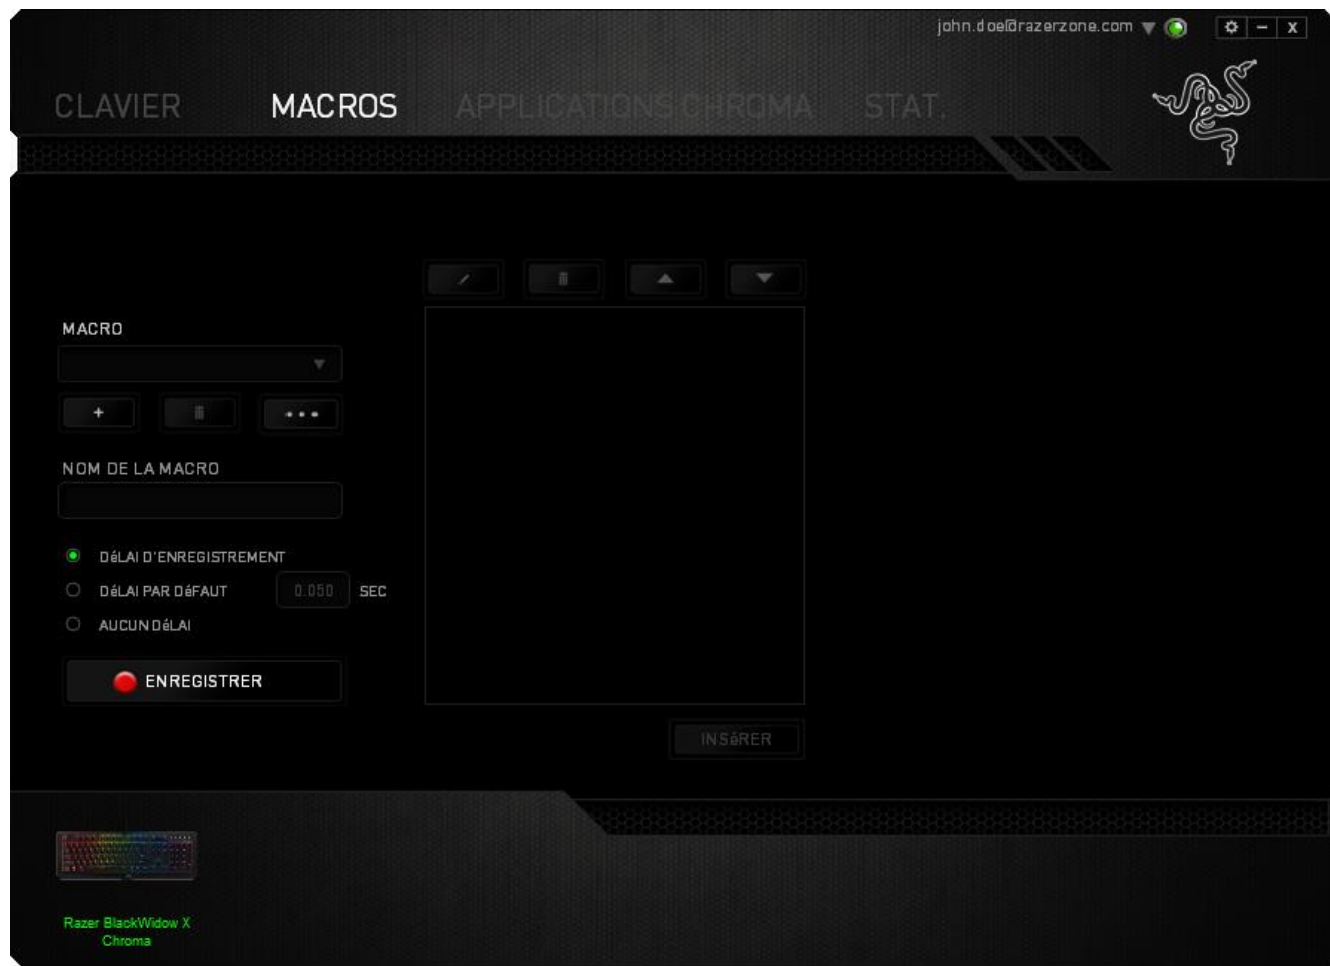 john.doe@razerzone.com
CLAVIER MACROS APPLICATIONS CHROMA STAT.
MACRO
NOM DE LA MACRO
DéLAI D'ENREGISTREMENT
DéLAI PAR DéFAUT 0.050 SEC
AUCUN DéLAI
ENREGISTRER
INSéRER
Razer BlackWidow X
Chroma